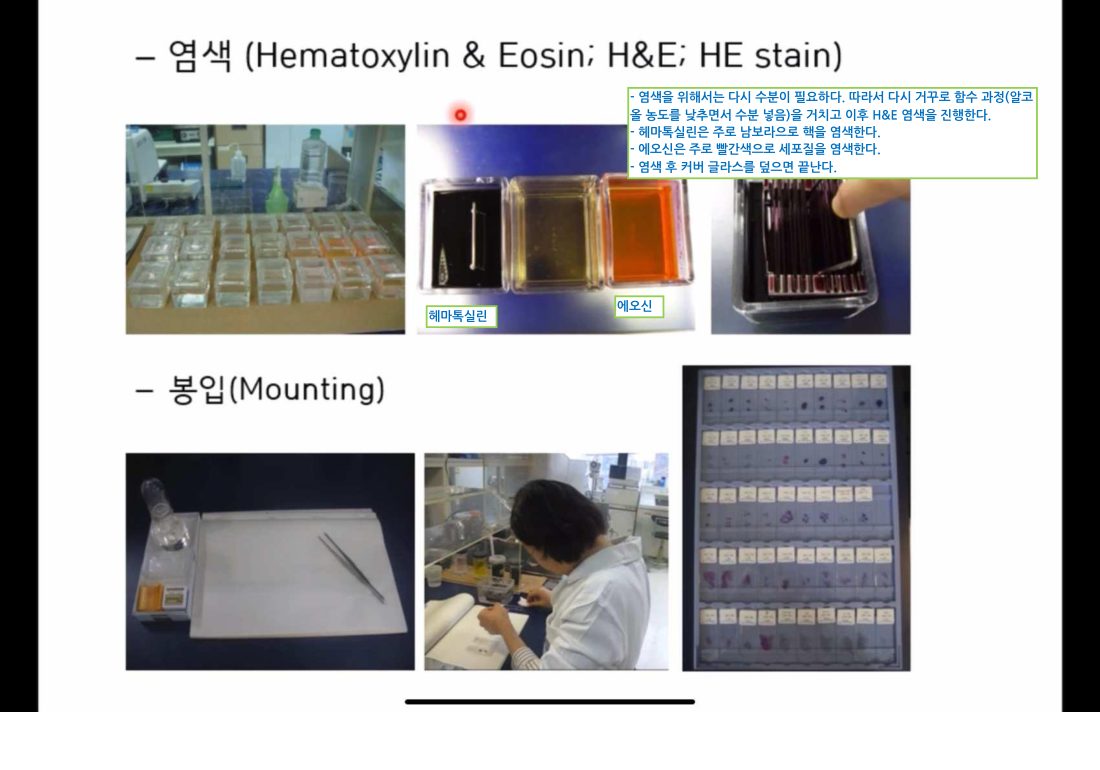 – 염색 (Hematoxylin & Eosin; H&E; HE stain)
- 염색을 위해서는 다시 수분이 필요하다. 따라서 다시 거꾸로 함수 과정(알코
올 농도를 낮추면서 수분 넣음)을 거치고 이후 H&E 염색을 진행한다.
- 헤마톡실린은 주로 남보라으로 핵을 염색한다.
- 에오신은 주로 빨간색으로 세포질을 염색한다.
- 염색 후 커버 글라스를 덮으면 끝난다.
헤마톡실린
에오신
– 봉입(Mounting)